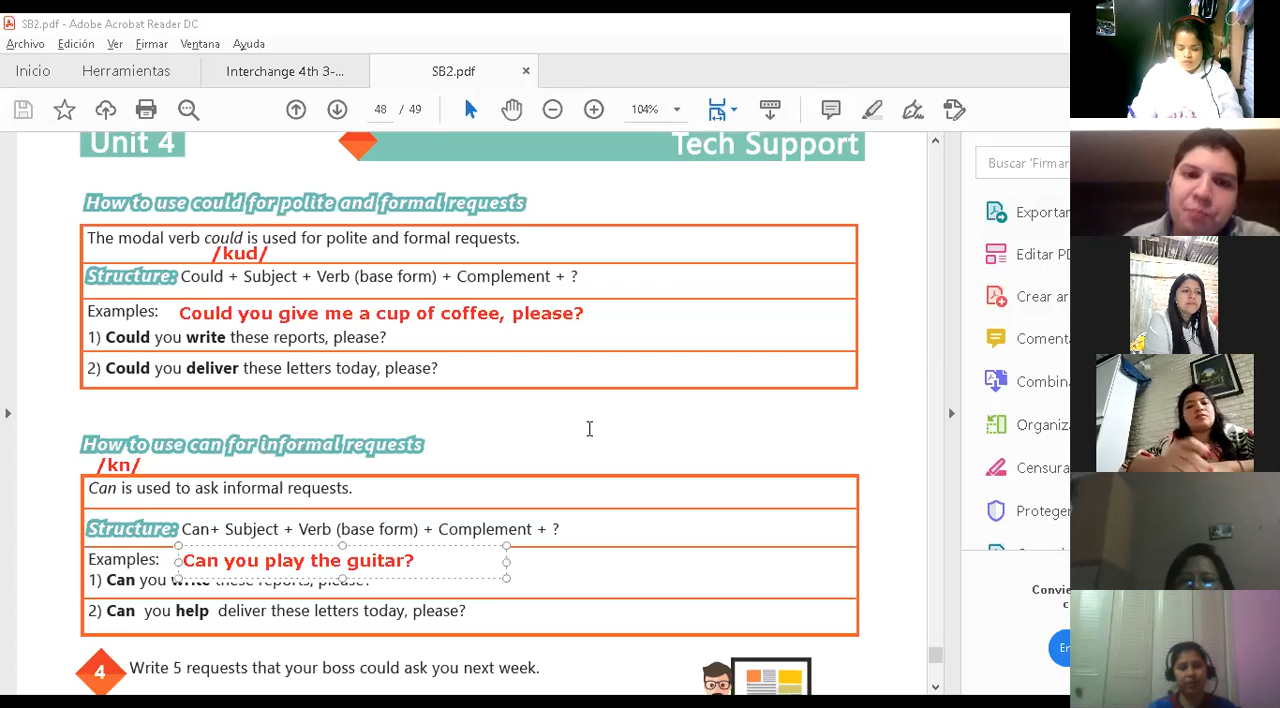 SB2.pdf - Adobe Acrobat Reader DC
Archivo Edición Ver Firmar Ventana Ayuda
Inicio Herramientas Interchange 4th 3-... SB2.pdf ×
48 / 49 104%
Unit 4 Tech Support
How to use could for polite and formal requests
The modal verb could is used for polite and formal requests.
/kud/
Structure: Could + Subject + Verb (base form) + Complement + ?
Examples: Could you give me a cup of coffee, please?
1) Could you write these reports, please?
2) Could you deliver these letters today, please?
How to use can for informal requests
/kn/
Can is used to ask informal requests.
Structure: Can+ Subject + Verb (base form) + Complement + ?
Examples: Can you play the guitar?
1) Can you write these reports, please?
2) Can you help deliver these letters today, please?
4 Write 5 requests that your boss could ask you next week.
Buscar 'Firmar
Exportar
Editar PD
Crear ar
Comenta
Combin
Organiz
Censura
Proteger
Convie
c